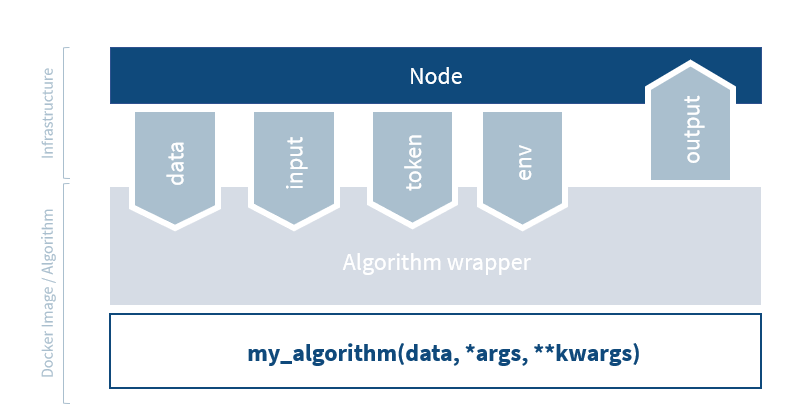 Infrastructure
Node
data
input
token
env
output
Docker Image / Algorithm
Algorithm wrapper
my_algorithm(data, *args, **kwargs)